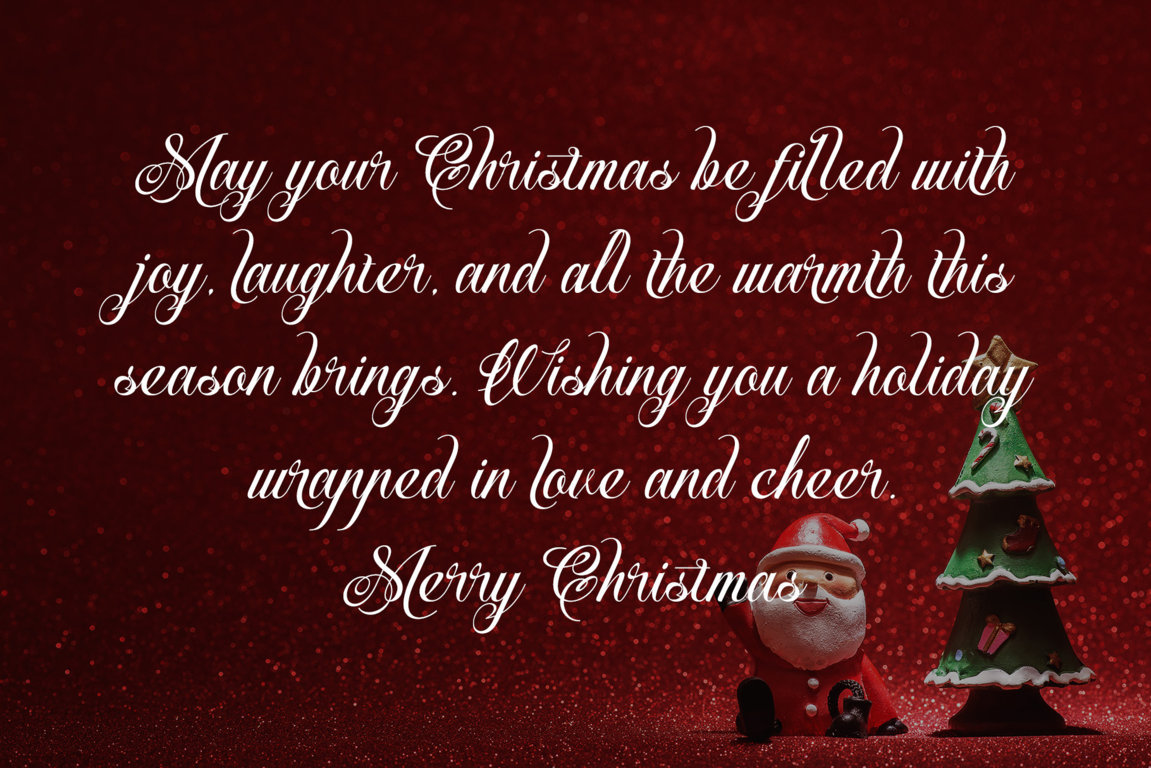 May your Christmas be filled with
joy, laughter, and all the warmth this
season brings. Wishing you a holiday
wrapped in love and cheer.
Merry Christmas